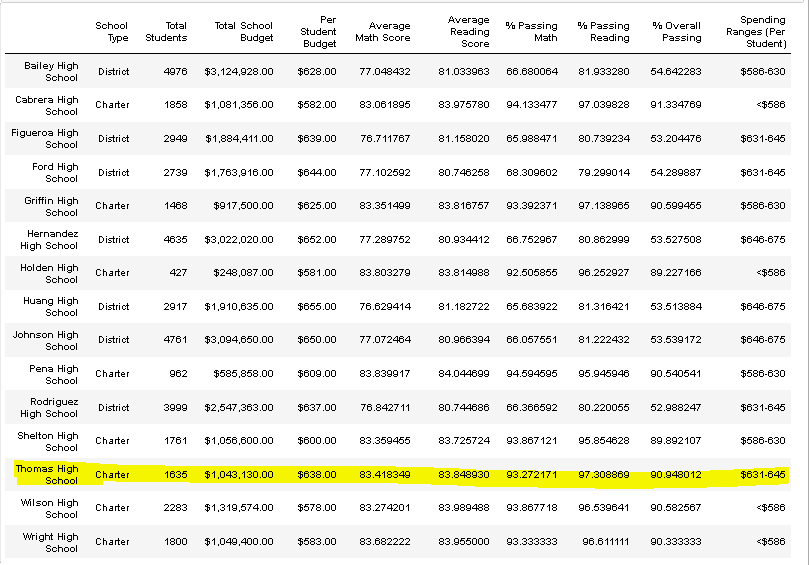 School Type Total Students Total School Budget Per Student Budget Average Math Score Average Reading Score % Passing Math % Passing Reading % Overall Passing Spending Ranges (Per Student)
Bailey High School District 4976 $3,124,928.00 $628.00 77.048432 81.033963 66.680064 81.933280 54.642283 $586-630
Cabrera High School Charter 1858 $1,081,356.00 $582.00 83.061895 83.975780 94.133477 97.039828 91.334769 <$586
Figueroa High School District 2949 $1,884,411.00 $639.00 76.711767 81.158020 65.988471 80.739234 53.204476 $631-645
Ford High School District 2739 $1,763,916.00 $644.00 77.102592 80.746258 68.309602 79.299014 54.289887 $631-645
Griffin High School Charter 1468 $917,500.00 $625.00 83.351499 83.816757 93.392371 97.138965 90.599455 $586-630
Hernandez High School District 4635 $3,022,020.00 $652.00 77.289752 80.934412 66.752967 80.862999 53.527508 $646-675
Holden High School Charter 427 $248,087.00 $581.00 83.803279 83.814988 92.505855 96.252927 89.227166 <$586
Huang High School District 2917 $1,910,635.00 $655.00 76.629414 81.182722 65.683922 81.316421 53.513884 $646-675
Johnson High School District 4761 $3,094,650.00 $650.00 77.072464 80.966394 66.057551 81.222432 53.539172 $646-675
Pena High School Charter 962 $585,858.00 $609.00 83.839917 84.044699 94.594595 95.945946 90.540541 $586-630
Rodriguez High School District 3999 $2,547,363.00 $637.00 76.842711 80.744686 66.366592 80.220055 52.988247 $631-645
Shelton High School Charter 1761 $1,056,600.00 $600.00 83.359455 83.725724 93.867121 95.854628 89.892107 $586-630
Thomas High School Charter 1635 $1,043,130.00 $638.00 83.418349 83.848930 93.272171 97.308869 90.948012 $631-645
Wilson High School Charter 2283 $1,319,574.00 $578.00 83.274201 83.989488 93.867718 96.539641 90.582567 <$586
Wright High School Charter 1800 $1,049,400.00 $583.00 83.682222 83.955000 93.333333 96.611111 90.333333 <$586